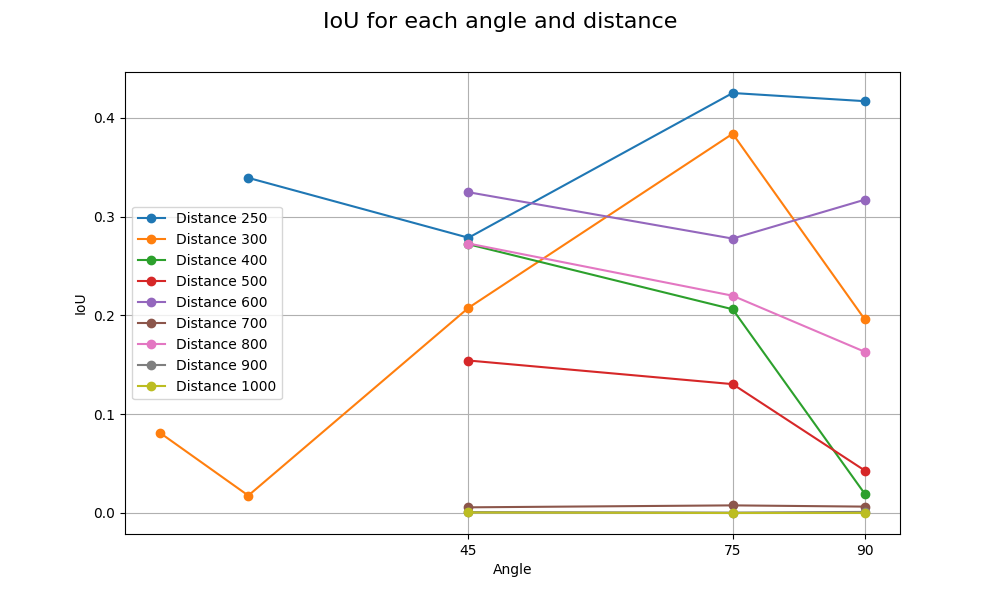 IoU for each angle and distance
0.4
0.3
0.2
0.1
0.0
IoU
Distance 250
Distance 300
Distance 400
Distance 500
Distance 600
Distance 700
Distance 800
Distance 900
Distance 1000
45
75
90
Angle